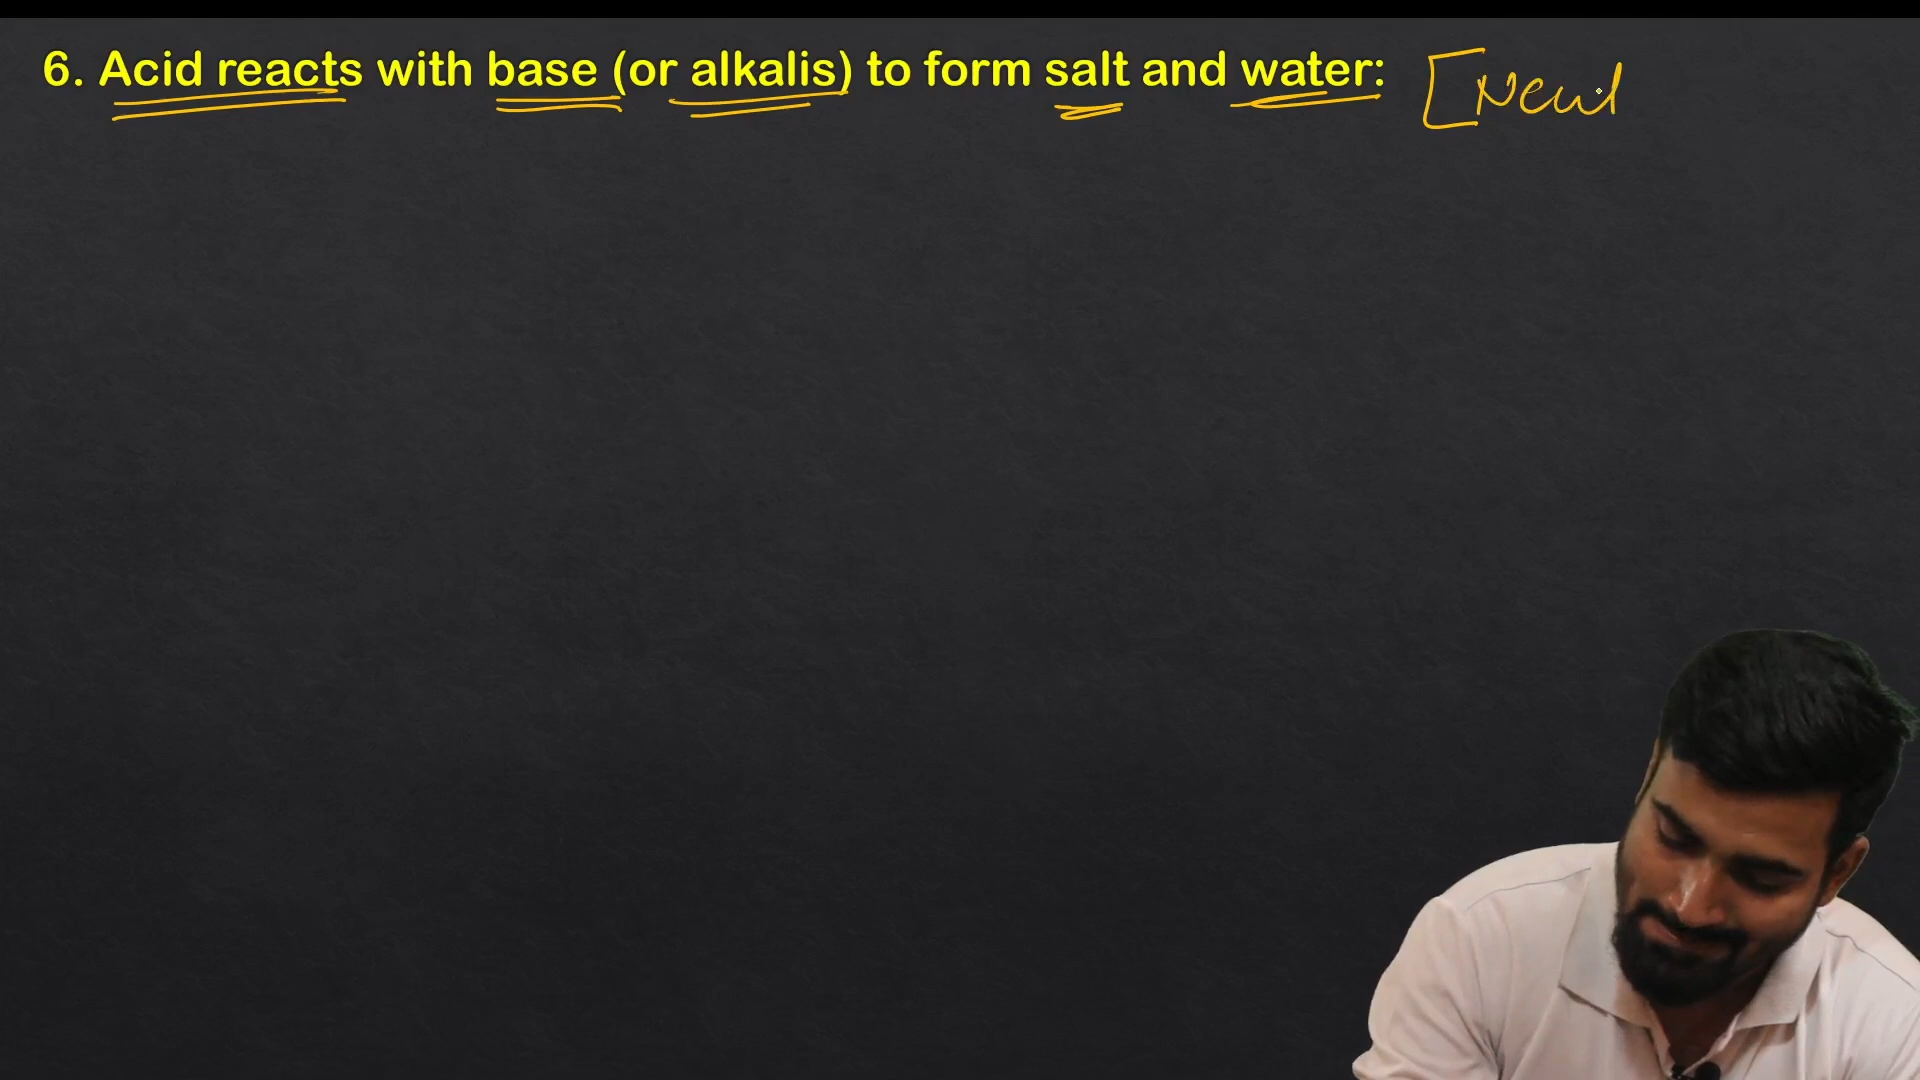 6. Acid reacts with base (or alkalis) to form salt and water: [Neut